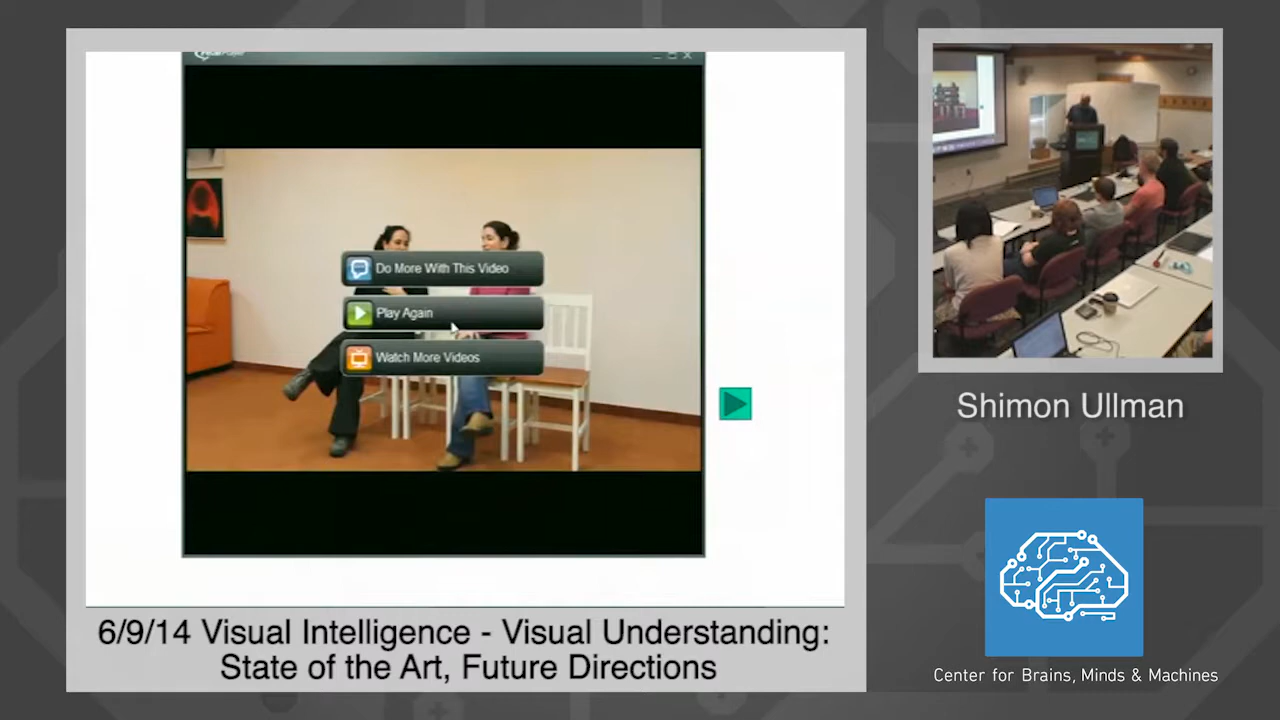 Do More With This Video
Play Again
Watch More Videos
Shimon Ullman
6/9/14 Visual Intelligence - Visual Understanding:
State of the Art, Future Directions
Center for Brains, Minds & Machines